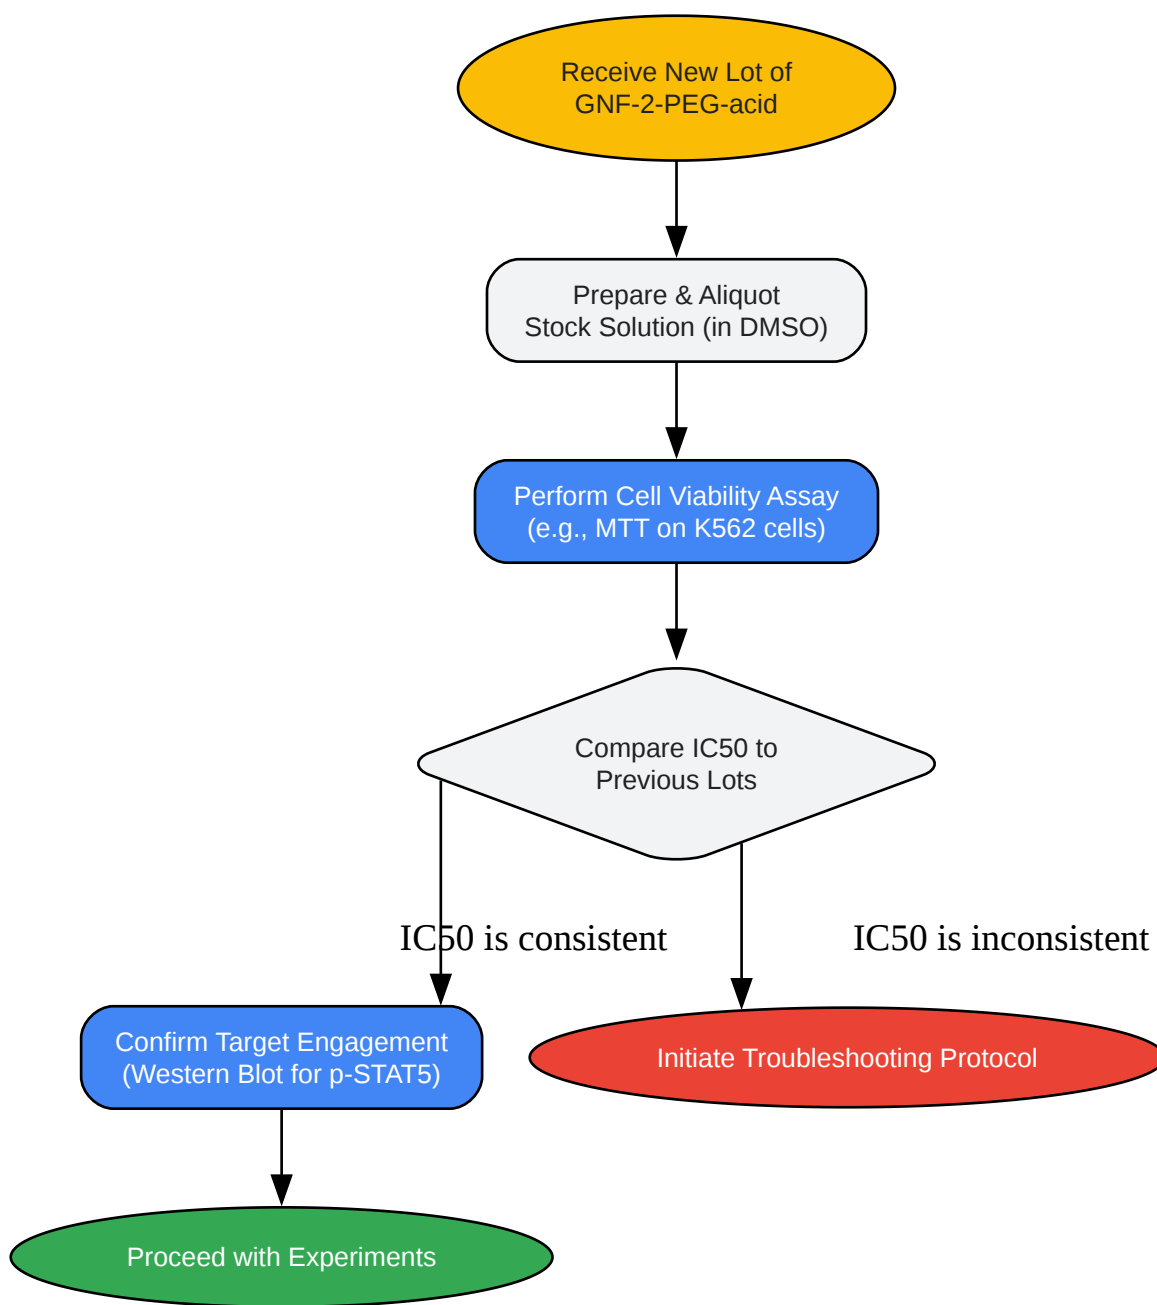 Receive New Lot of
GNF-2-PEG-acid
Prepare & Aliquot
Stock Solution (in DMSO)
Perform Cell Viability Assay
(e.g., MTT on K562 cells)
Compare IC50 to
Previous Lots
IC50 is consistent
IC50 is inconsistent
Confirm Target Engagement
(Western Blot for p-STAT5)
Initiate Troubleshooting Protocol
Proceed with Experiments